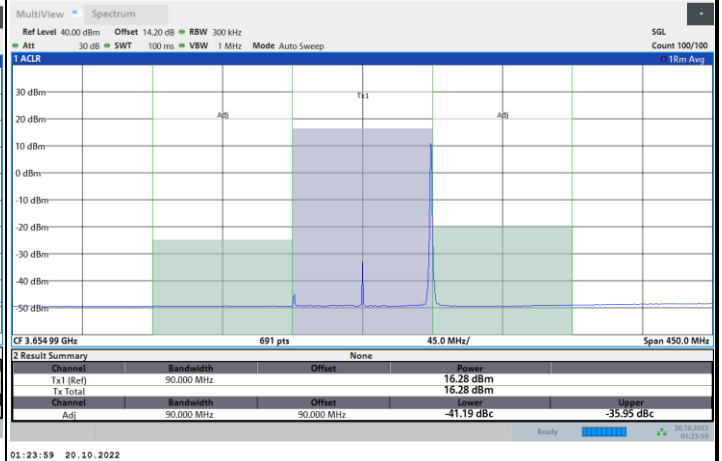 MultiView Spectrum
Ref Level 40.00 dBm Offset 14.20 dB RBW 300 kHz SGL
Att 30 dB SWT 100 ms VBW 1 MHz Mode Auto Sweep Count 100/100
1 ACLR 1Rm Avg
30 dBm
Tx1
20 dBm
Adj Adj
10 dBm
0 dBm
-10 dBm
-20 dBm
-30 dBm
-40 dBm
-50 dBm
CF 3.654 99 GHz 691 pts 45.0 MHz/ Span 450.0 MHz
2 Result Summary None
Channel Bandwidth Offset Power
Tx1 (Ref) 90.000 MHz 16.28 dBm
Tx Total 16.28 dBm
Channel Bandwidth Offset Lower Upper
Adj 90.000 MHz 90.000 MHz -41.19 dBc -35.95 dBc
Ready 20.10.2022
01:23:59
01:23:59 20.10.2022